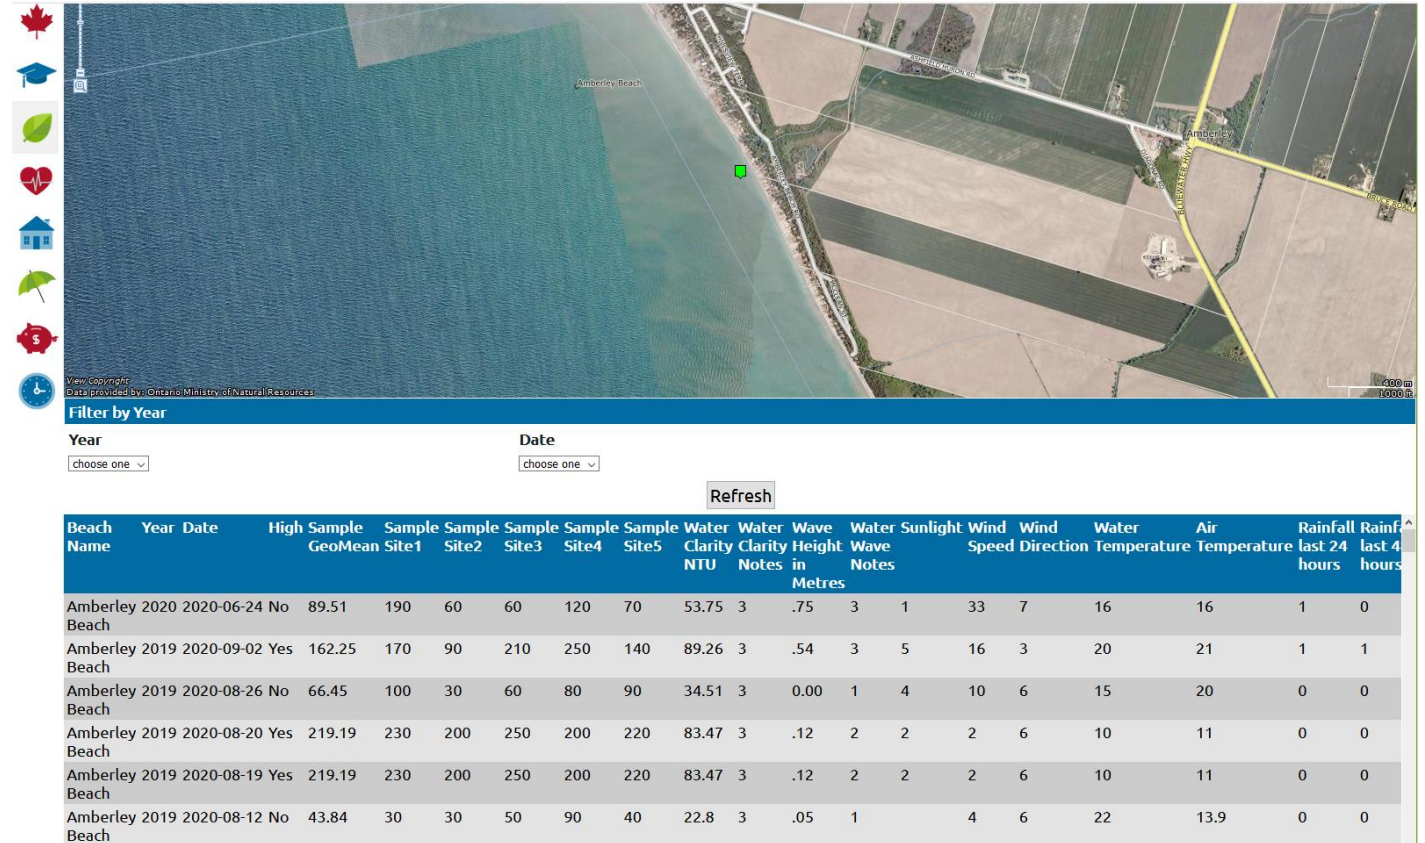 Amberley Beach
ASHFIELD HURON RD
Amberley
BLUEWATER HWY
BRUCE ROAD
View Copyright
Data provided by: Ontario Ministry of Natural Resources
400 m
1000 ft
Filter by Year
Year Date
choose one choose one
Refresh
Beach Name Year Date High Sample GeoMean Sample Site1 Sample Site2 Sample Site3 Sample Site4 Sample Site5 Water Clarity NTU Water Clarity Notes Wave Height in Metres Water Wave Notes Sunlight Wind Speed Wind Direction Water Temperature Air Temperature Rainfall last 24 hours Rainfa last 4 hours
Amberley Beach 2020 2020-06-24 No 89.51 190 60 60 120 70 53.75 3 .75 3 1 33 7 16 16 1 0
Amberley Beach 2019 2020-09-02 Yes 162.25 170 90 210 250 140 89.26 3 .54 3 5 16 3 20 21 1 1
Amberley Beach 2019 2020-08-26 No 66.45 100 30 60 80 90 34.51 3 0.00 1 4 10 6 15 20 0 0
Amberley Beach 2019 2020-08-20 Yes 219.19 230 200 250 200 220 83.47 3 .12 2 2 2 6 10 11 0 0
Amberley Beach 2019 2020-08-19 Yes 219.19 230 200 250 200 220 83.47 3 .12 2 2 2 6 10 11 0 0
Amberley Beach 2019 2020-08-12 No 43.84 30 30 50 90 40 22.8 3 .05 1 4 6 22 13.9 0 0